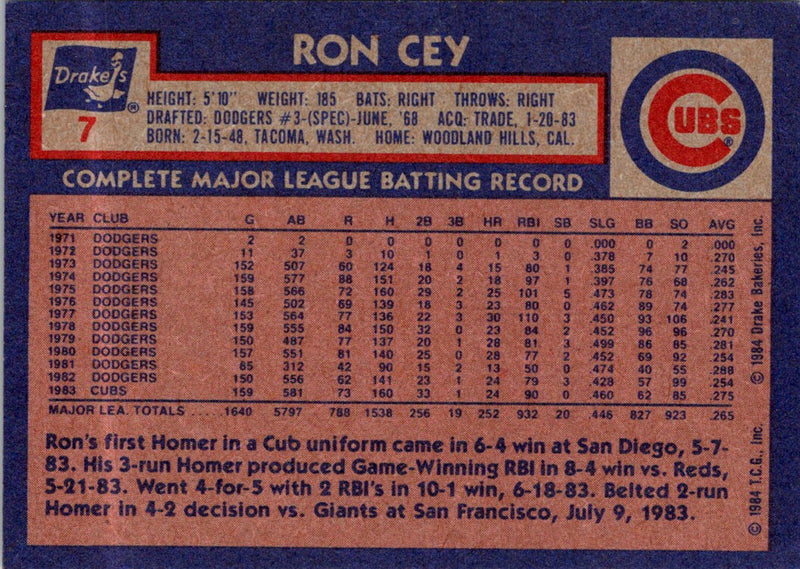 RON CEY
Drake's ®
7
HEIGHT: 5'10" WEIGHT: 185 BATS: RIGHT THROWS: RIGHT
DRAFTED: DODGERS #3-(SPEC)-JUNE, '68 ACQ: TRADE, 1-20-83
BORN: 2-15-48, TACOMA, WASH. HOME: WOODLAND HILLS, CAL.
CUBS
COMPLETE MAJOR LEAGUE BATTING RECORD
YEAR CLUB G AB R H 2B 3B HR RBI SB SLG BB SO AVG
1971 DODGERS 2 2 0 0 0 0 0 0 0 .000 0 2 .000
1972 DODGERS 11 37 3 10 1 0 1 3 0 .378 7 10 .270
1973 DODGERS 152 507 60 124 18 4 15 80 1 .385 74 77 .245
1974 DODGERS 159 577 88 151 20 2 18 97 1 .397 76 68 .262
1975 DODGERS 158 566 72 160 29 2 25 101 5 .473 78 74 .283
1976 DODGERS 145 502 69 139 18 3 23 80 0 .462 89 74 .277
1977 DODGERS 153 564 77 136 22 3 30 110 3 .450 93 106 .241
1978 DODGERS 159 555 84 150 32 0 23 84 2 .452 96 96 .270
1979 DODGERS 150 487 77 137 20 1 28 81 3 .499 86 85 .281
1980 DODGERS 157 551 81 140 25 0 28 77 2 .452 69 92 .254
1981 DODGERS 85 312 42 90 15 2 13 50 0 .474 40 55 .288
1982 DODGERS 150 556 62 141 23 1 24 79 3 .428 57 99 .254
1983 CUBS 159 581 73 160 33 1 24 90 0 .460 62 85 .275
MAJOR LEA. TOTALS ..... 1640 5797 788 1538 256 19 252 932 20 .446 827 923 .265
Ron's first Homer in a Cub uniform came in 6-4 win at San Diego, 5-7-
83. His 3-run Homer produced Game-Winning RBI in 8-4 win vs. Reds,
5-21-83. Went 4-for-5 with 2 RBI's in 10-1 win, 6-18-83. Belted 2-run
Homer in 4-2 decision vs. Giants at San Francisco, July 9, 1983.
© 1984 Drake Bakeries, Inc.
© 1984 T.C.G., Inc.